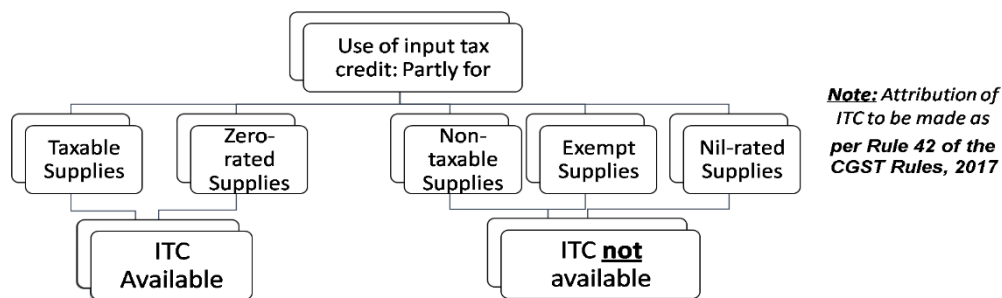 Use of input tax
credit: Partly for
Taxable
Supplies
Zero-
rated
Supplies
Non-
taxable
Supplies
Exempt
Supplies
Nil-rated
Supplies
Note: Attribution of
ITC to be made as
per Rule 42 of the
CGST Rules, 2017
ITC
Available
ITC not
available